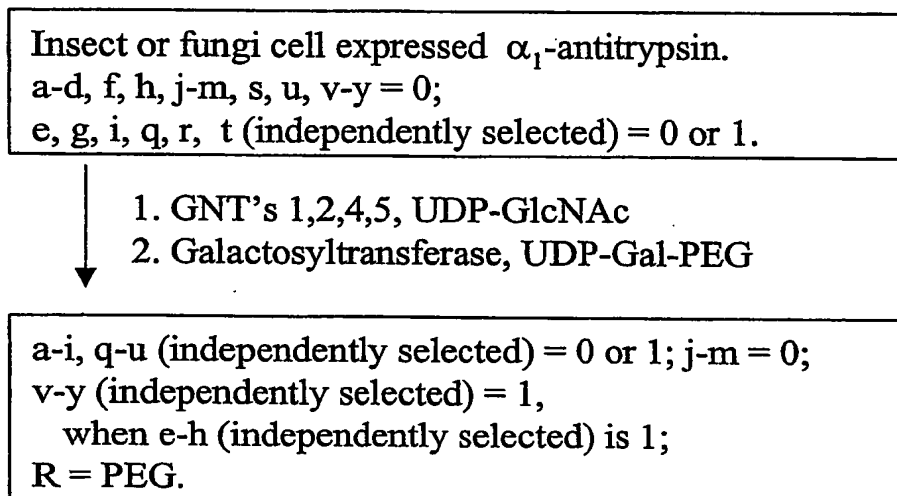 Insect or fungi cell expressed α₁-antitrypsin.
a-d, f, h, j-m, s, u, v-y = 0;
e, g, i, q, r, t (independently selected) = 0 or 1.
1. GNT's 1,2,4,5, UDP-GlcNAc
2. Galactosyltransferase, UDP-Gal-PEG
a-i, q-u (independently selected) = 0 or 1; j-m = 0;
v-y (independently selected) = 1,
when e-h (independently selected) is 1;
R = PEG.